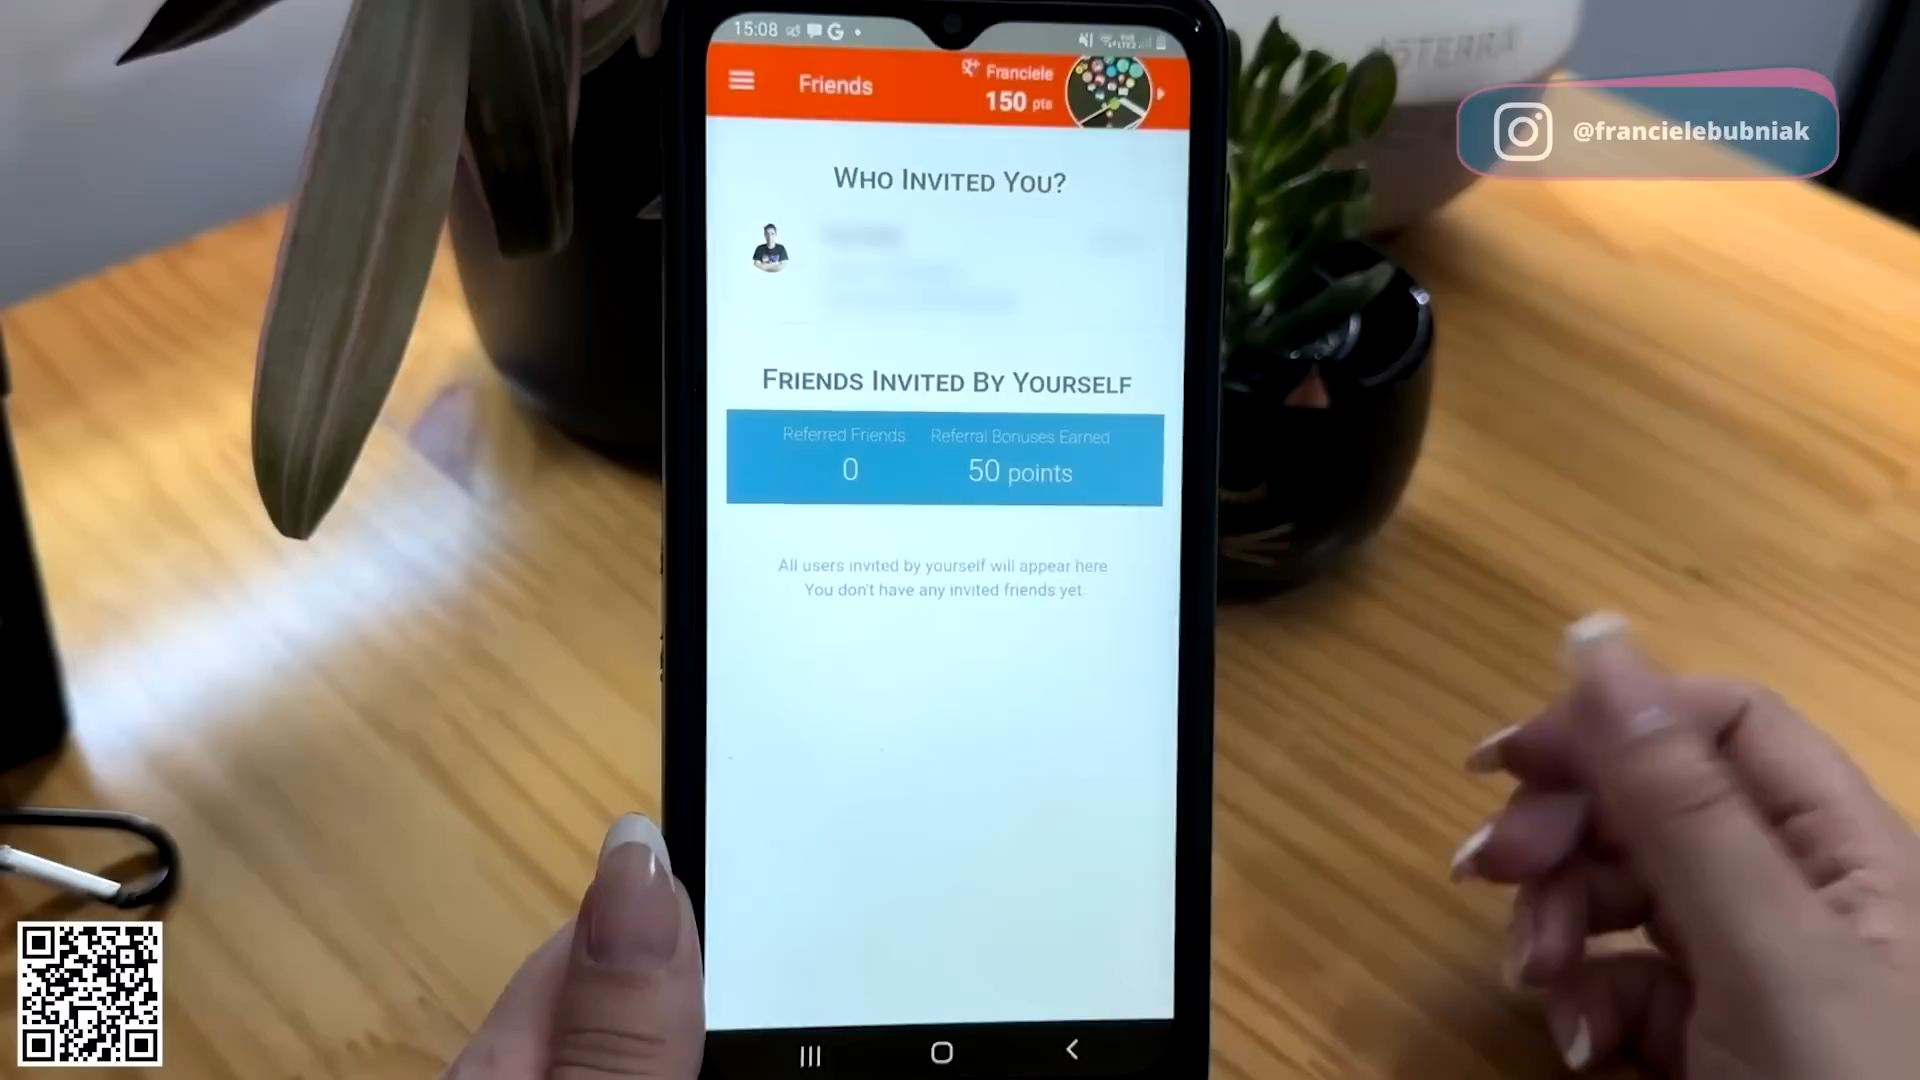 15:08
Friends
Franciele
150 pts
WHO INVITED YOU?
FRIENDS INVITED BY YOURSELF
Referred Friends
0
Referral Bonuses Earned
50 points
All users invited by yourself will appear here
You don't have any invited friends yet.
@francielebubniak